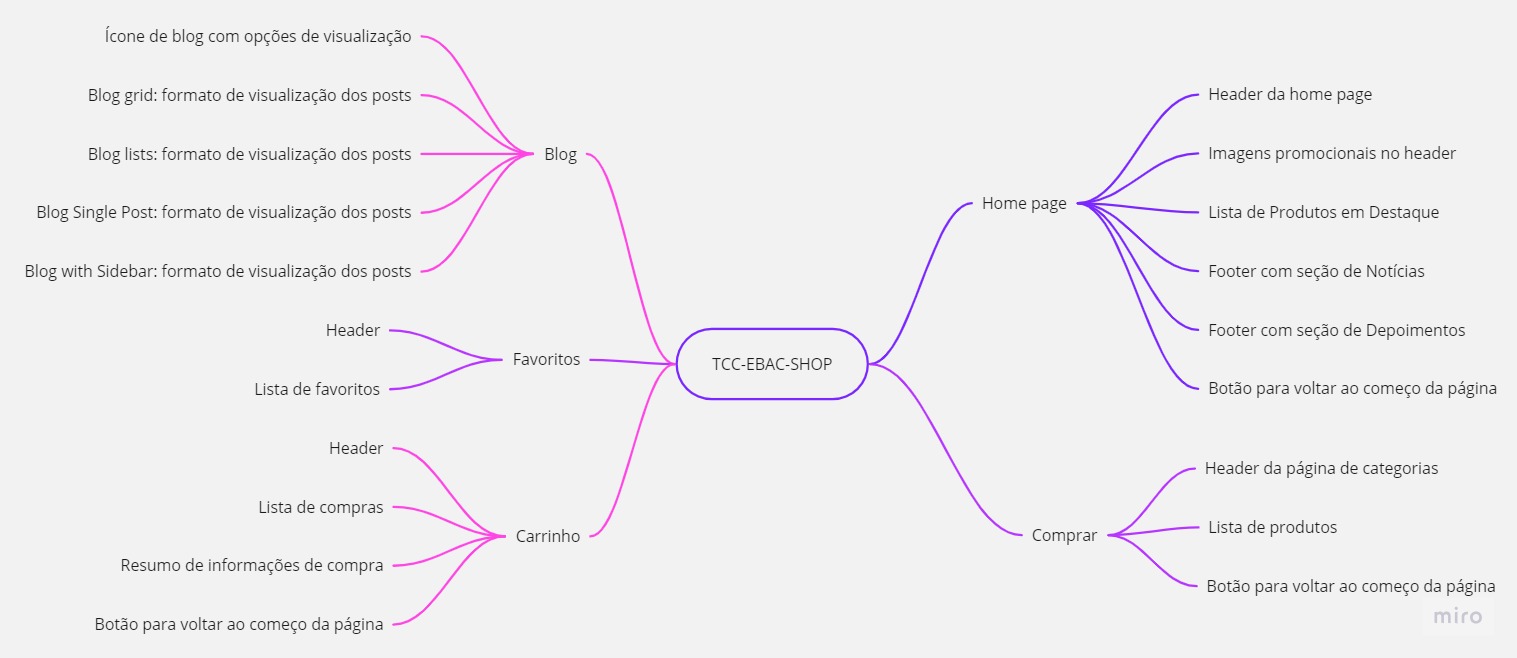 Ícone de blog com opções de visualização
Blog grid: formato de visualização dos posts
Blog lists: formato de visualização dos posts
Blog Single Post: formato de visualização dos posts
Blog with Sidebar: formato de visualização dos posts
Blog
Header
Lista de favoritos
Favoritos
Header
Lista de compras
Resumo de informações de compra
Botão para voltar ao começo da página
Carrinho
TCC-EBAC-SHOP
Home page
Header da home page
Imagens promocionais no header
Lista de Produtos em Destaque
Footer com seção de Notícias
Footer com seção de Depoimentos
Botão para voltar ao começo da página
Comprar
Header da página de categorias
Lista de produtos
Botão para voltar ao começo da página
miro